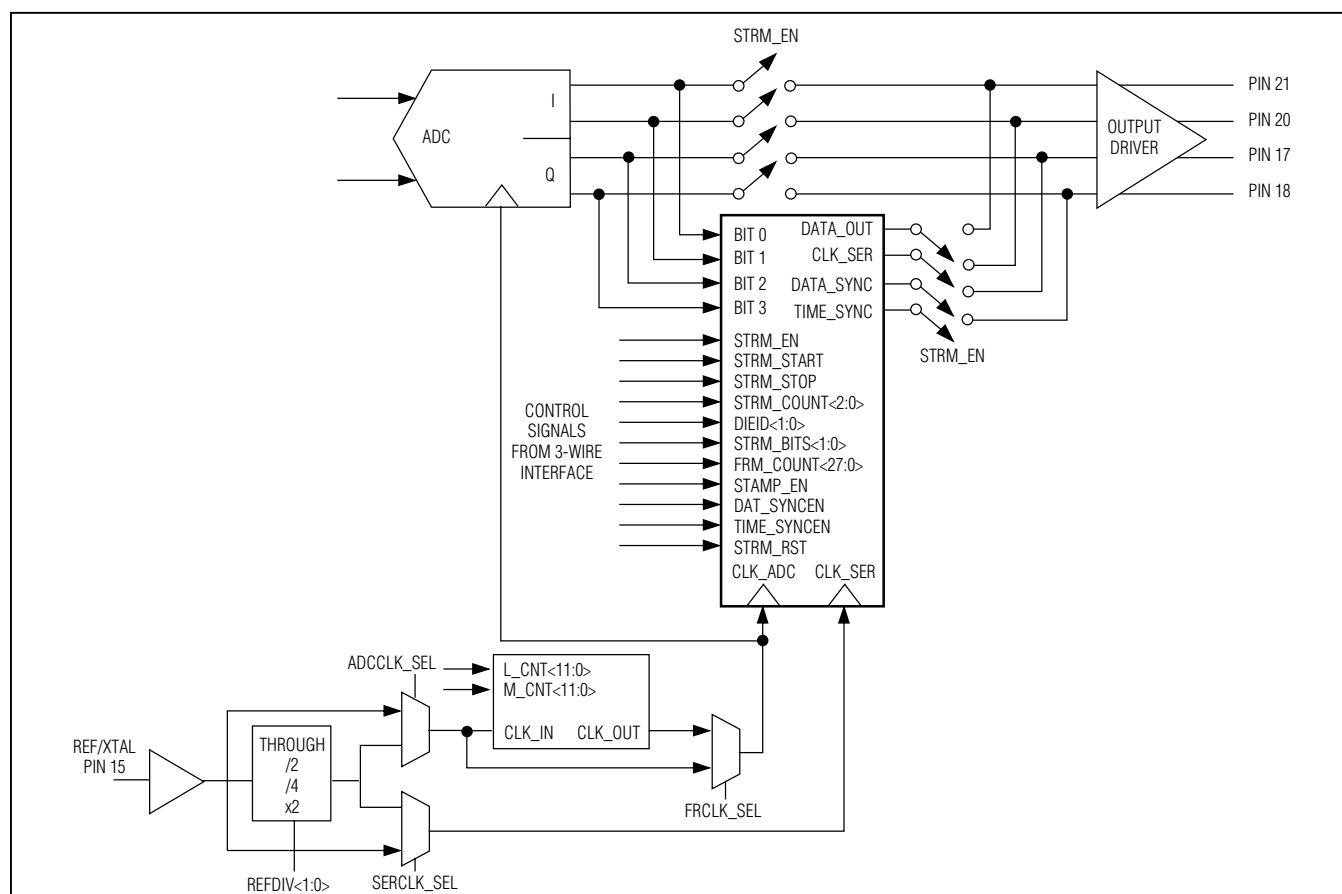 STRM_EN
PIN 21
I
ADC
PIN 20
OUTPUT
DRIVER
PIN 17
Q
PIN 18
BIT 0
DATA_OUT
BIT 1
CLK_SER
BIT 2
DATA_SYNC
BIT 3
TIME_SYNC
STRM_EN
CONTROL
SIGNALS
FROM 3-WIRE
INTERFACE
STRM_EN
STRM_START
STRM_STOP
STRM_COUNT<2:0>
DIEID<1:0>
STRM_BITS<1:0>
FRM_COUNT<27:0>
STAMP_EN
DAT_SYNCEN
TIME_SYNCEN
STRM_RST
CLK_ADC
CLK_SER
ADCCLK_SEL
L_CNT<11:0>
M_CNT<11:0>
CLK_IN
CLK_OUT
REF/XTAL
PIN 15
THROUGH
/2
/4
x2
FRCLK_SEL
REFDIV<1:0>
SERCLK_SEL